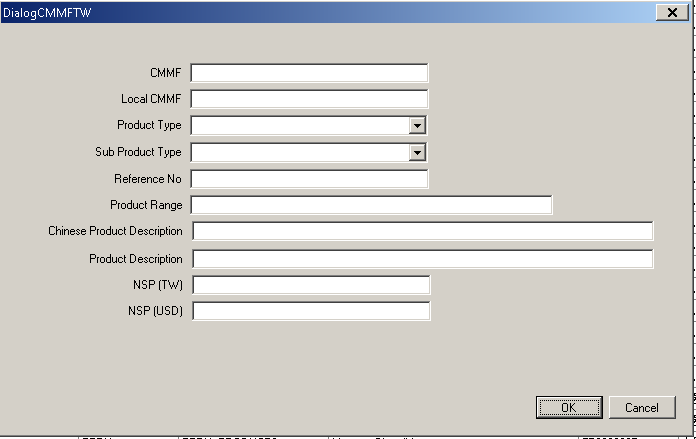 DialogCMMFTW
CMMF
Local CMMF
Product Type
Sub Product Type
Reference No
Product Range
Chinese Product Description
Product Description
NSP (TW)
NSP (USD)
OK Cancel